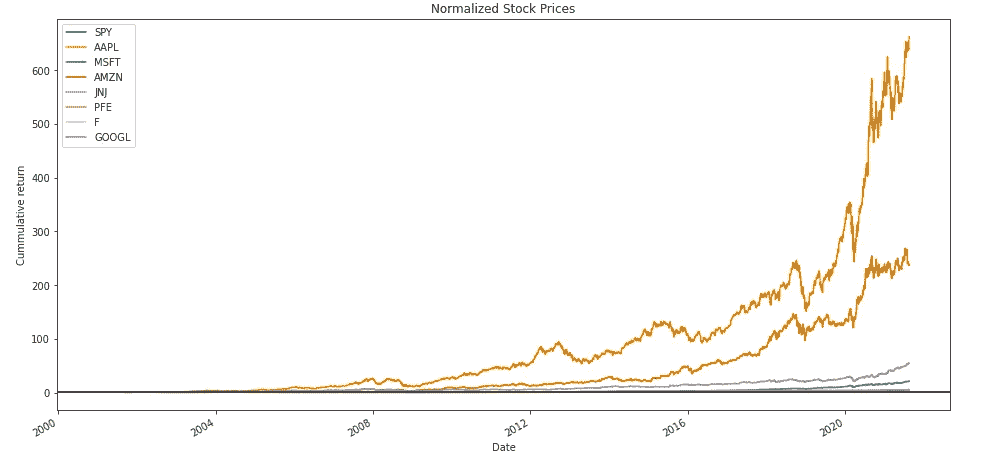 Normalized Stock Prices
SPY
AAPL
MSFT
AMZN
JNJ
PFE
F
GOOGL
600
500
400
300
200
100
0
Cummulative return
2000
2004
2008
2012
2016
2020
Date